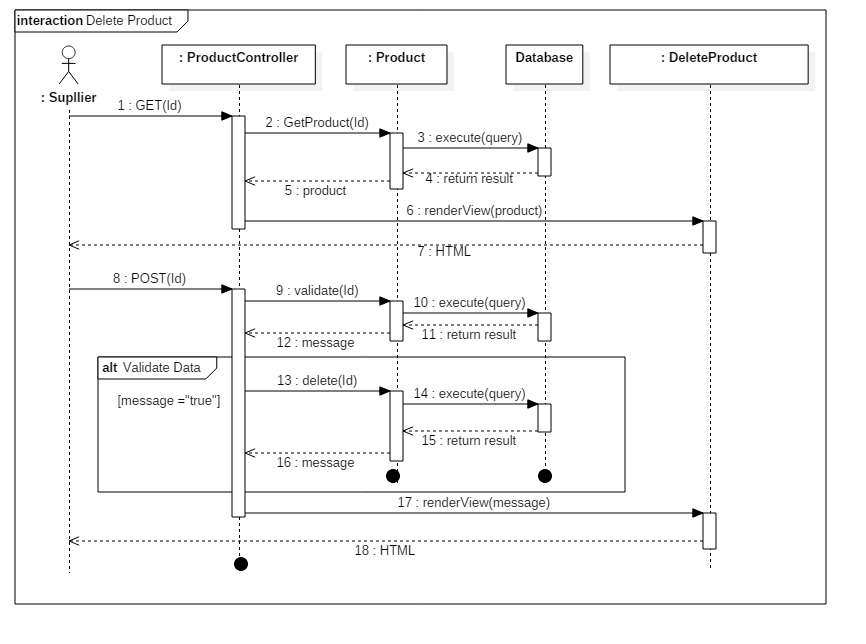 interaction Delete Product
: ProductController
: Product
Database
: DeleteProduct
: Supllier
1 : GET(Id)
2 : GetProduct(Id)
3 : execute(query)
4 : return result
5 : product
6 : renderView(product)
7 : HTML
8 : POST(Id)
9 : validate(Id)
10 : execute(query)
11 : return result
12 : message
alt Validate Data
13 : delete(Id)
14 : execute(query)
[message ="true"]
15 : return result
16 : message
17 : renderView(message)
18 : HTML